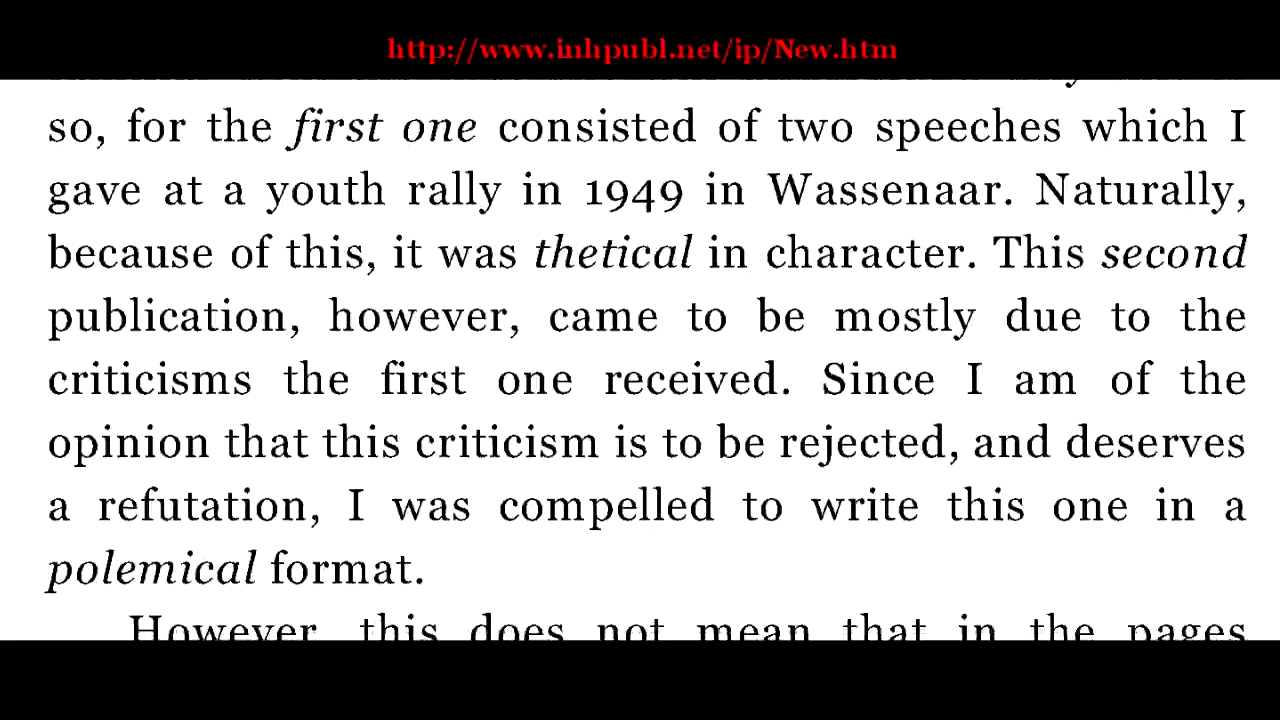 http://www.inhpubl.net/ip/New.htm
so, for the first one consisted of two speeches which I
gave at a youth rally in 1949 in Wassenaar. Naturally,
because of this, it was thetical in character. This second
publication, however, came to be mostly due to the
criticisms the first one received. Since I am of the
opinion that this criticism is to be rejected, and deserves
a refutation, I was compelled to write this one in a
polemical format.
However, this does not mean that in the pages